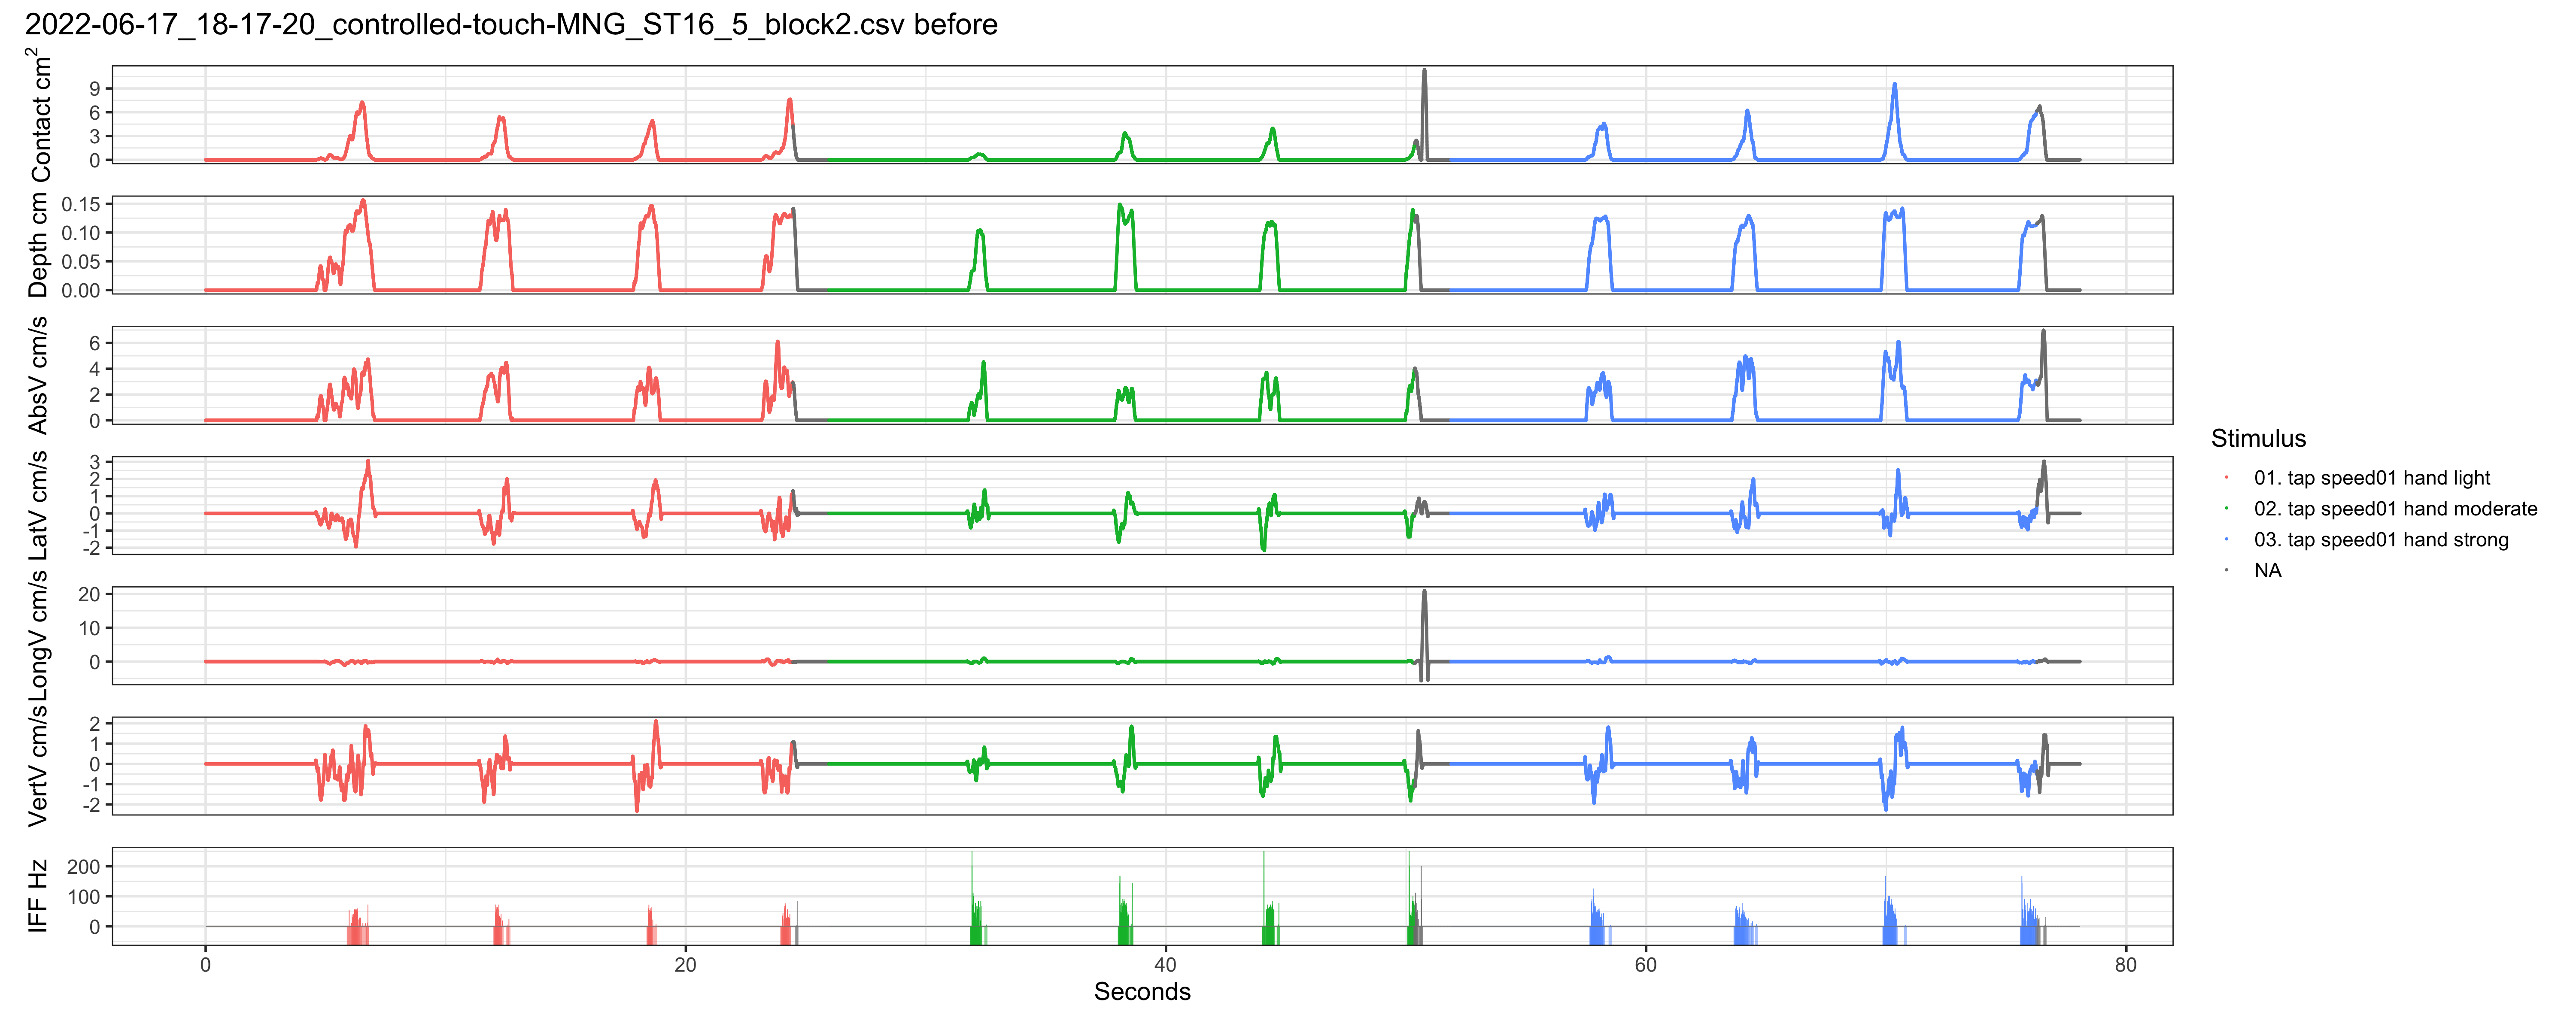 2022-06-17_18-17-20_controlled-touch-MNG_ST16_5_block2.csv before
Contact cm²
9
6
3
0
Depth cm
0.15
0.10
0.05
0.00
AbsV cm/s
6
4
2
0
LatV cm/s
3
2
1
0
-1
-2
LongV cm/s
20
10
0
VertV cm/s
2
1
0
-1
-2
IFF Hz
200
100
0
0
20
40
60
80
Seconds
Stimulus
01. tap speed01 hand light
02. tap speed01 hand moderate
03. tap speed01 hand strong
NA